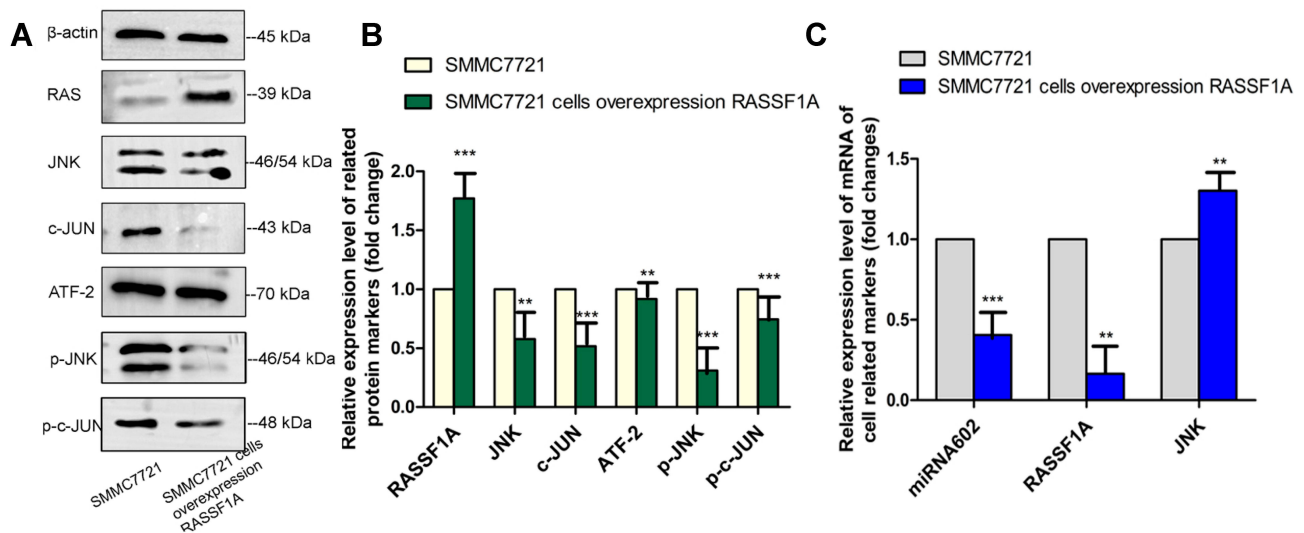 A
β-actin
--45 kDa
RAS
--39 kDa
JNK
--46/54 kDa
c-JUN
--43 kDa
ATF-2
--70 kDa
p-JNK
--46/54 kDa
p-c-JUN
--48 kDa
SMMC7721
SMMC7721 cells
overexpression
RASSF1A
B
SMMC7721
SMMC7721 cells overexpression RASSF1A
Relative expression level of related
protein markers (fold change)
2.0
1.5
1.0
0.5
0.0
***
**
***
**
***
***
RASSF1A
JNK
c-JUN
ATF-2
p-JNK
p-c-JUN
C
SMMC7721
SMMC7721 cells overexpression RASSF1A
Relative expression level of mRNA of
cell related markers (fold changes)
1.5
1.0
0.5
0.0
***
**
**
miRNA602
RASSF1A
JNK